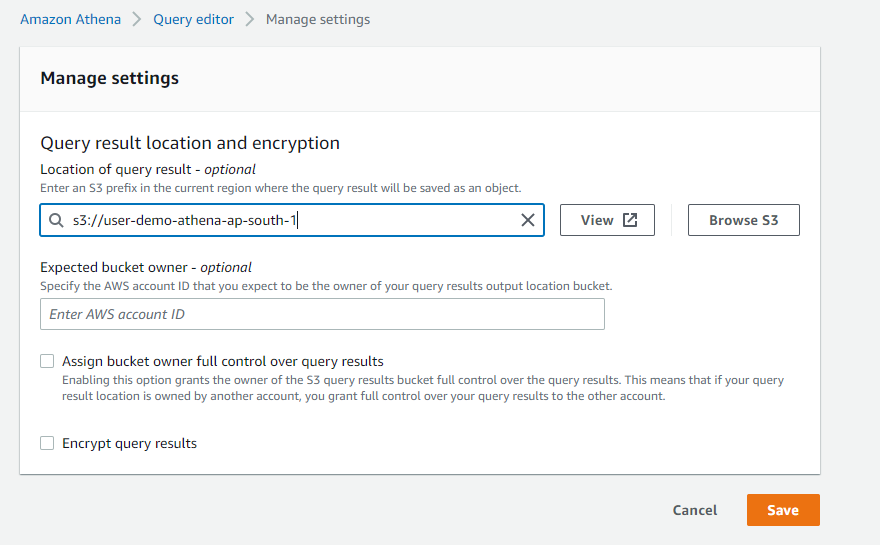 Amazon Athena > Query editor > Manage settings
Manage settings
Query result location and encryption
Location of query result - optional
Enter an S3 prefix in the current region where the query result will be saved as an object.
s3://user-demo-athena-ap-south-1
View
Browse S3
Expected bucket owner - optional
Specify the AWS account ID that you expect to be the owner of your query results output location bucket.
Enter AWS account ID
Assign bucket owner full control over query results
Enabling this option grants the owner of the S3 query results bucket full control over the query results. This means that if your query
result location is owned by another account, you grant full control over your query results to the other account.
Encrypt query results
Cancel
Save